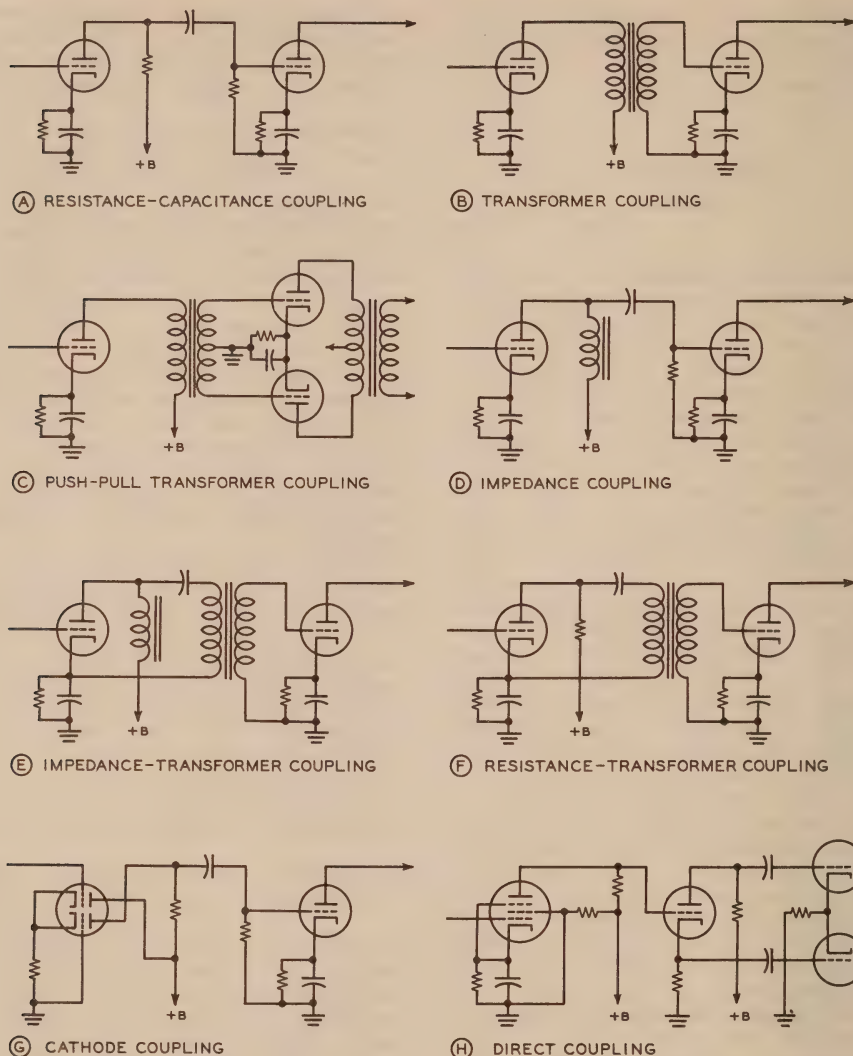 +B
Ⓐ RESISTANCE-CAPACITANCE COUPLING
+B
Ⓑ TRANSFORMER COUPLING
+B
Ⓒ PUSH-PULL TRANSFORMER COUPLING
+B
Ⓓ IMPEDANCE COUPLING
+B
Ⓔ IMPEDANCE-TRANSFORMER COUPLING
+B
Ⓕ RESISTANCE-TRANSFORMER COUPLING
+B
Ⓖ CATHODE COUPLING
+B +B
Ⓗ DIRECT COUPLING